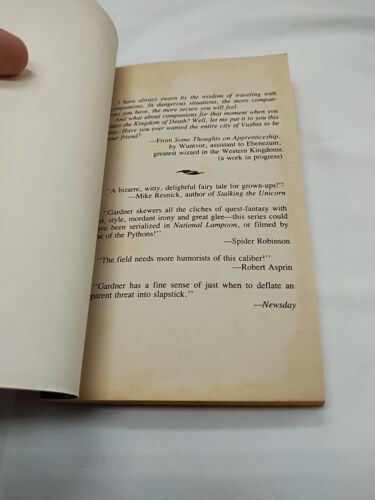 I have always sworn by the wisdom of traveling with
companions. In dangerous situations, the more compan-
ions you have, the more secure you will feel.
And what about companions for that moment when you
enter the Kingdom of Death? Well, let me put it to you this
way. Have you ever wanted the entire city of Vushta to be
your friend?
—From Some Thoughts on Apprenticeship,
by Wuntvor, assistant to Ebenezum,
greatest wizard in the Western Kingdoms
(a work in progress)
"A bizarre, witty, delightful fairy tale for grown-ups!"
—Mike Resnick, author of Stalking the Unicorn
"Gardner skewers all the cliches of quest-fantasy with
wit, style, mordant irony and great glee—this series could
have been serialized in National Lampoon, or filmed by
one of the Pythons!"
—Spider Robinson
"The field needs more humorists of this caliber!"
—Robert Asprin
"Gardner has a fine sense of just when to deflate an
apparent threat into slapstick."
—Newsday